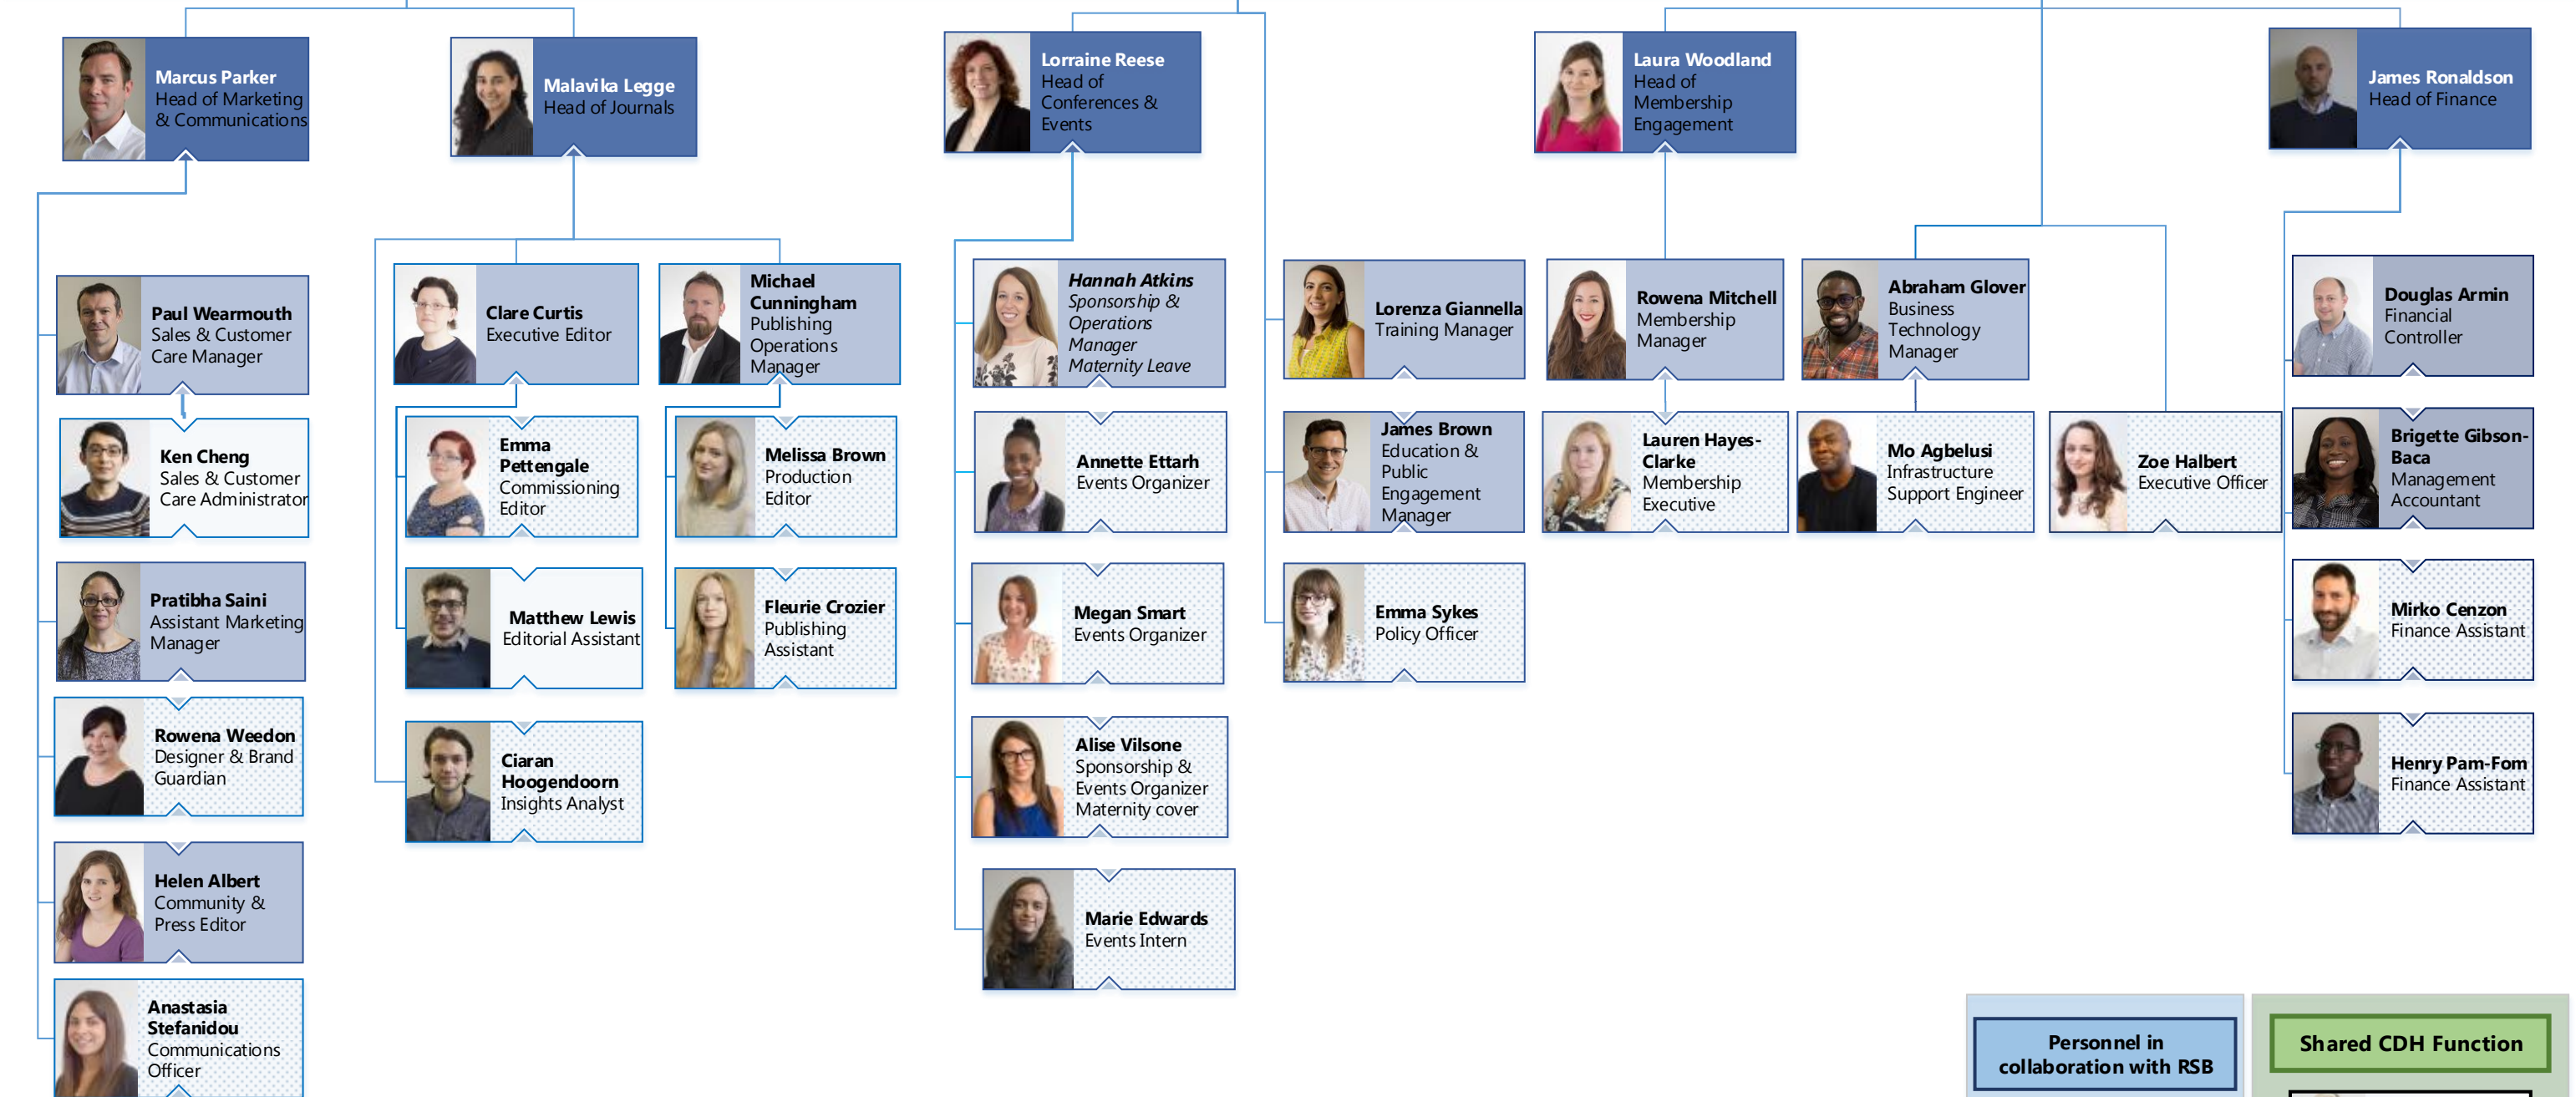 Marcus Parker
Head of Marketing
& Communications
Malavika Legge
Head of Journals
Lorraine Reese
Head of
Conferences &
Events
Laura Woodland
Head of
Membership
Engagement
James Ronaldson
Head of Finance
Paul Wearmouth
Sales & Customer
Care Manager
Ken Cheng
Sales & Customer
Care Administrator
Pratibha Saini
Assistant Marketing
Manager
Rowena Weedon
Designer & Brand
Guardian
Helen Albert
Community &
Press Editor
Anastasia
Stefanidou
Communications
Officer
Clare Curtis
Executive Editor
Emma
Pettengale
Commissioning
Editor
Matthew Lewis
Editorial Assistant
Ciaran
Hoogendoorn
Insights Analyst
Michael
Cunningham
Publishing
Operations
Manager
Melissa Brown
Production
Editor
Fleurie Crozier
Publishing
Assistant
Hannah Atkins
Sponsorship &
Operations
Manager
Maternity Leave
Annette Ettarh
Events Organizer
Megan Smart
Events Organizer
Alise Vilsone
Sponsorship &
Events Organizer
Maternity cover
Marie Edwards
Events Intern
Lorenza Giannella
Training Manager
James Brown
Education &
Public
Engagement
Manager
Emma Sykes
Policy Officer
Rowena Mitchell
Membership
Manager
Lauren Hayes-
Clarke
Membership
Executive
Abraham Glover
Business
Technology
Manager
Mo Agbelusi
Infrastructure
Support Engineer
Zoe Halbert
Executive Officer
Douglas Armin
Financial
Controller
Brigette Gibson-
Baca
Management
Accountant
Mirko Cenzon
Finance Assistant
Henry Pam-Fom
Finance Assistant
Personnel in
collaboration with RSB
Shared CDH Function